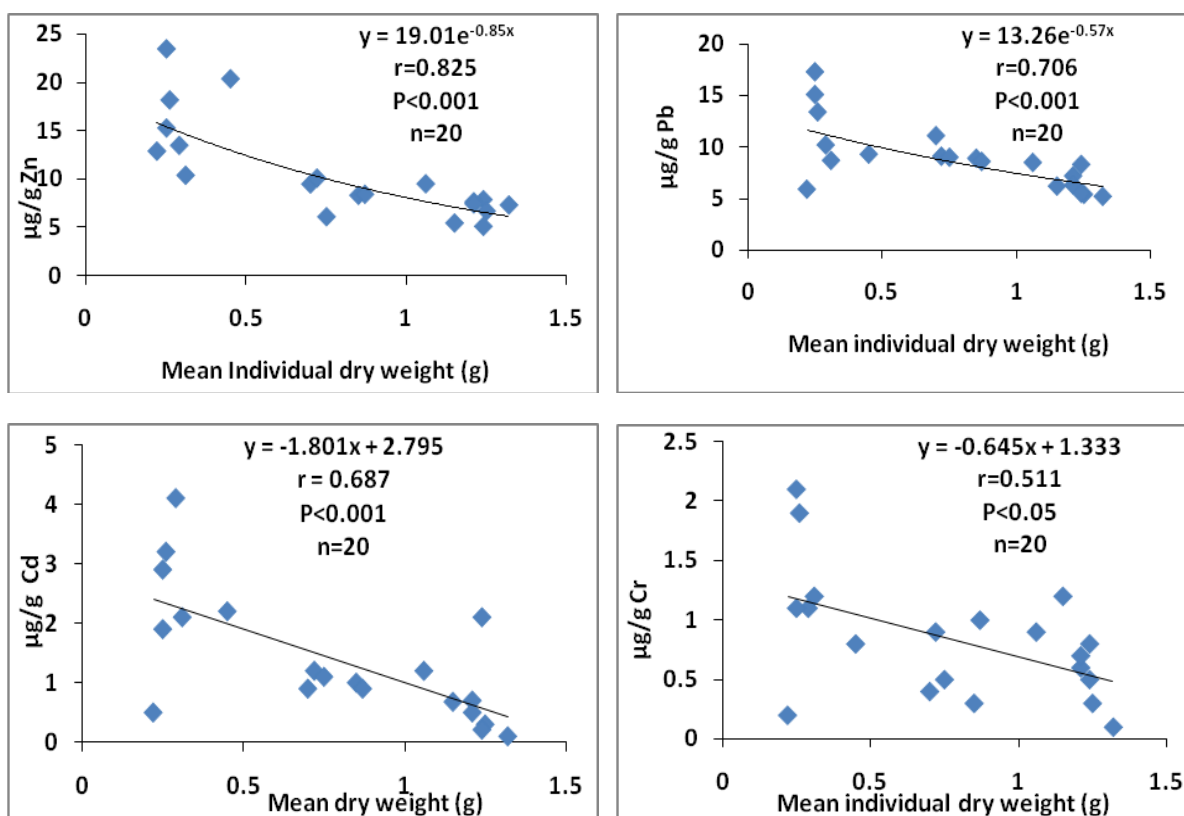 y = 19.01e^-0.85x
r=0.825
P<0.001
n=20
25
20
15
10
5
0
µg/g Zn
0 0.5 1 1.5
Mean Individual dry weight (g)
y = 13.26e^-0.57x
r=0.706
P<0.001
n=20
20
15
10
5
0
µg/g Pb
0 0.5 1 1.5
Mean individual dry weight (g)
y = -1.801x + 2.795
r = 0.687
P<0.001
n=20
5
4
3
2
1
0
µg/g Cd
0 0.5 1 1.5
Mean dry weight (g)
y = -0.645x + 1.333
r=0.511
P<0.05
n=20
2.5
2
1.5
1
0.5
0
µg/g Cr
0 0.5 1 1.5
Mean individual dry weight (g)